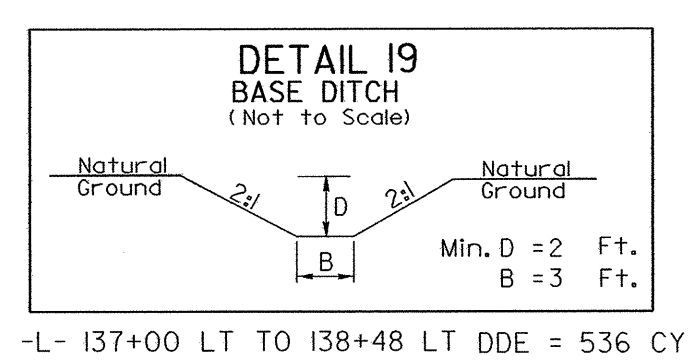 DETAIL 19
BASE DITCH
(Not to Scale)
Natural
Ground
2:1
D
2:1
Natural
Ground
B
Min. D = 2 Ft.
B = 3 Ft.
-L- 137+00 LT TO 138+48 LT DDE = 536 CY